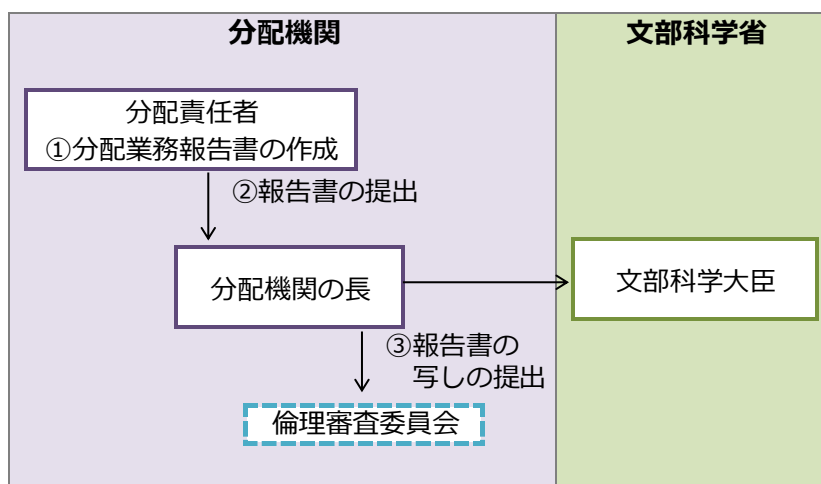 分配機関
文部科学省
分配責任者
①分配業務報告書の作成
②報告書の提出
分配機関の長
文部科学大臣
③報告書の
写しの提出
倫理審査委員会